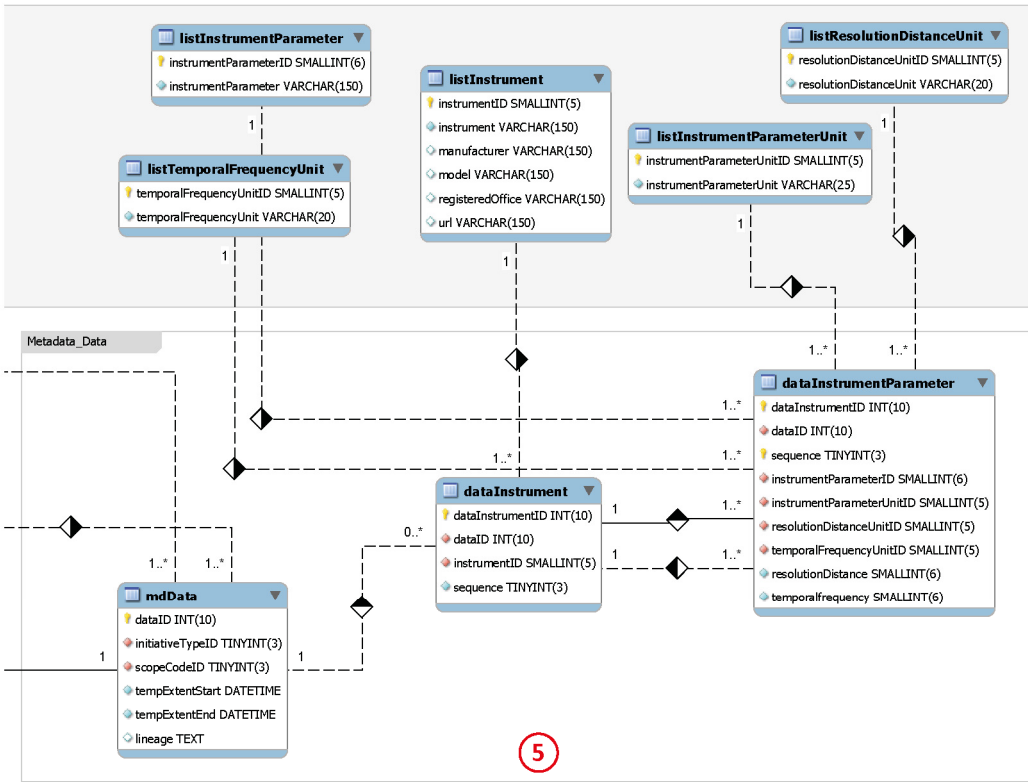 listInstrumentParameter
instrumentParameterID SMALLINT(6)
instrumentParameter VARCHAR(150)
1
listTemporalFrequencyUnit
temporalFrequencyUnitID SMALLINT(5)
temporalFrequencyUnit VARCHAR(20)
1
listInstrument
instrumentID SMALLINT(5)
instrument VARCHAR(150)
manufacturer VARCHAR(150)
model VARCHAR(150)
registeredOffice VARCHAR(150)
url VARCHAR(150)
1
listInstrumentParameterUnit
instrumentParameterUnitID SMALLINT(5)
instrumentParameterUnit VARCHAR(25)
1
listResolutionDistanceUnit
resolutionDistanceUnitID SMALLINT(5)
resolutionDistanceUnit VARCHAR(20)
1
Metadata_Data
1..*
1..*
dataInstrumentParameter
dataInstrumentID INT(10)
dataID INT(10)
sequence TINYINT(3)
instrumentParameterID SMALLINT(6)
instrumentParameterUnitID SMALLINT(5)
resolutionDistanceUnitID SMALLINT(5)
temporalFrequencyUnitID SMALLINT(5)
resolutionDistance SMALLINT(6)
temporalfrequency SMALLINT(6)
1..*
1..*
1..*
1..*
1..*
dataInstrument
dataInstrumentID INT(10)
dataID INT(10)
instrumentID SMALLINT(5)
sequence TINYINT(3)
1
1
0..*
1..*
1..*
mdData
dataID INT(10)
initiativeTypeID TINYINT(3)
scopeCodeID TINYINT(3)
tempExtentStart DATETIME
tempExtentEnd DATETIME
lineage TEXT
1
1
5